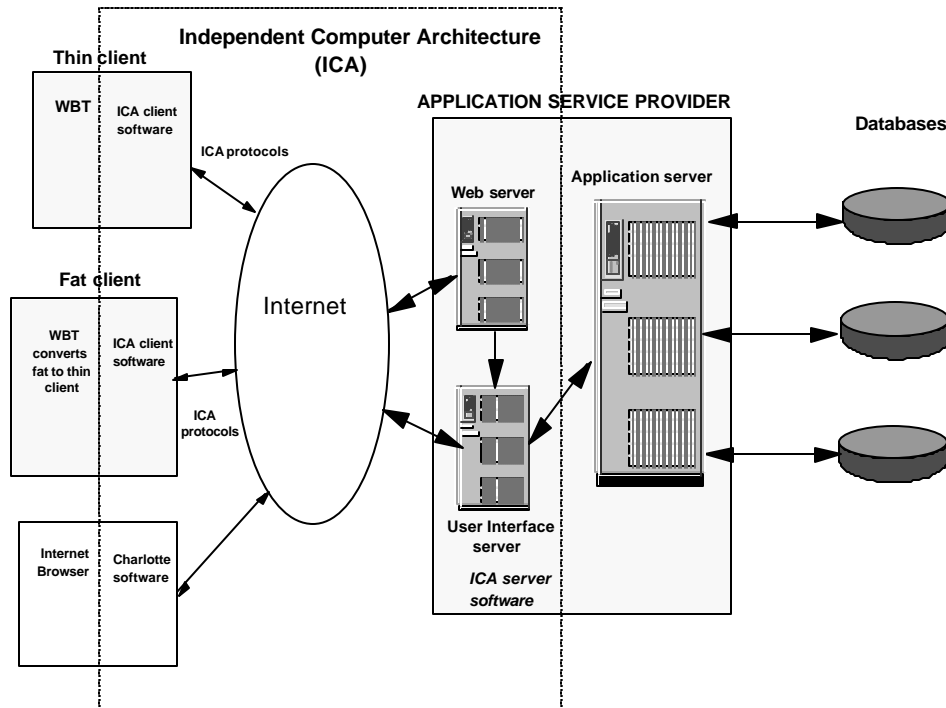 Independent Computer Architecture
(ICA)
Thin client
WBT
ICA client
software
ICA protocols
APPLICATION SERVICE PROVIDER
Databases
Web server
Application server
Fat client
Internet
WBT
converts
fat to thin
client
ICA client
software
ICA
protocols
User Interface
server
Internet
Browser
Charlotte
software
ICA server
software